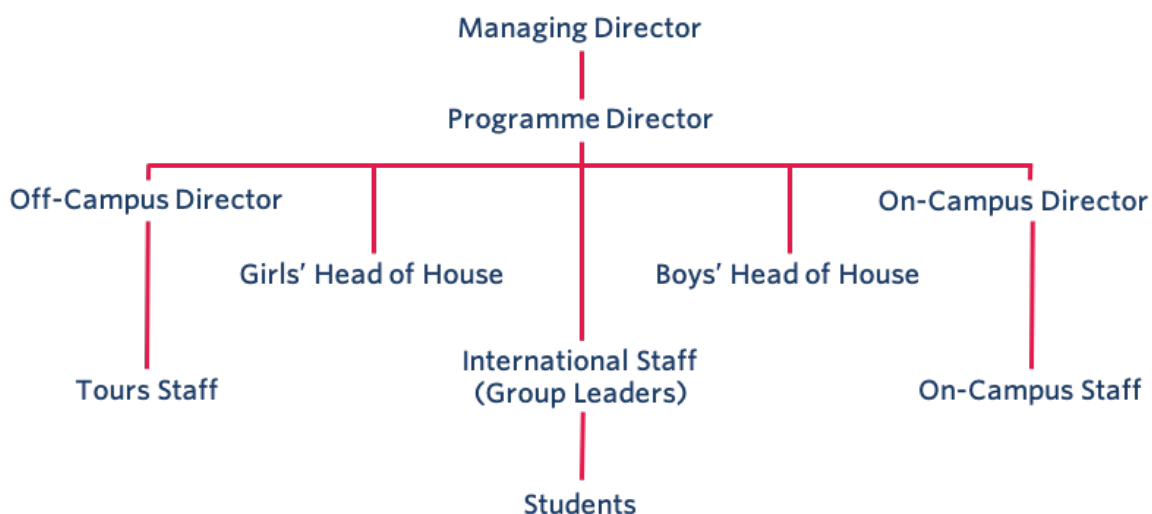 Managing Director
Programme Director
Off-Campus Director
On-Campus Director
Girls’ Head of House
Boys’ Head of House
International Staff
(Group Leaders)
Tours Staff
On-Campus Staff
Students